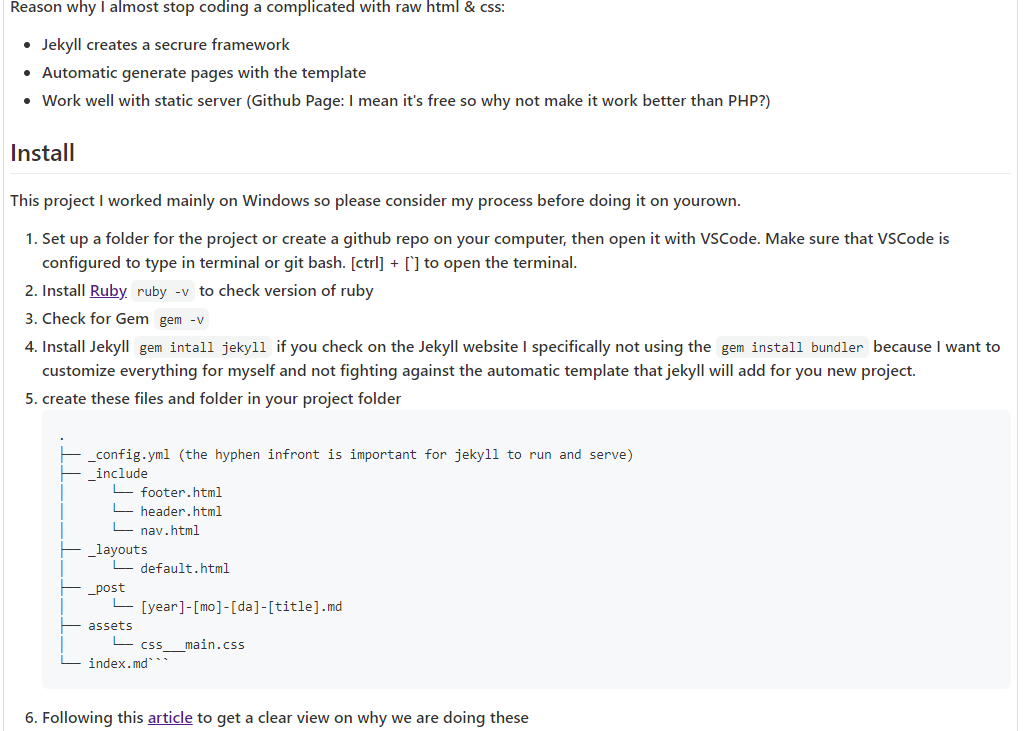 Reason why I almost stop coding a complicated with raw html & css:
• Jekyll creates a secrure framework
• Automatic generate pages with the template
• Work well with static server (Github Page: I mean it's free so why not make it work better than PHP?)
Install
This project I worked mainly on Windows so please consider my process before doing it on yourown.
1. Set up a folder for the project or create a github repo on your computer, then open it with VSCode. Make sure that VSCode is
configured to type in terminal or git bash. [ctrl] + [`] to open the terminal.
2. Install Ruby ruby -v to check version of ruby
3. Check for Gem gem -v
4. Install Jekyll gem intall jekyll if you check on the Jekyll website I specifically not using the gem install bundler because I want to
customize everything for myself and not fighting against the automatic template that jekyll will add for you new project.
5. create these files and folder in your project folder
.
├── _config.yml (the hyphen infront is important for jekyll to run and serve)
├── _include
│     └── footer.html
│     └── header.html
│     └── nav.html
├── _layouts
│     └── default.html
├── _post
│     └── [year]-[mo]-[da]-[title].md
├── assets
│     └── css___main.css
└── index.md```
6. Following this article to get a clear view on why we are doing these